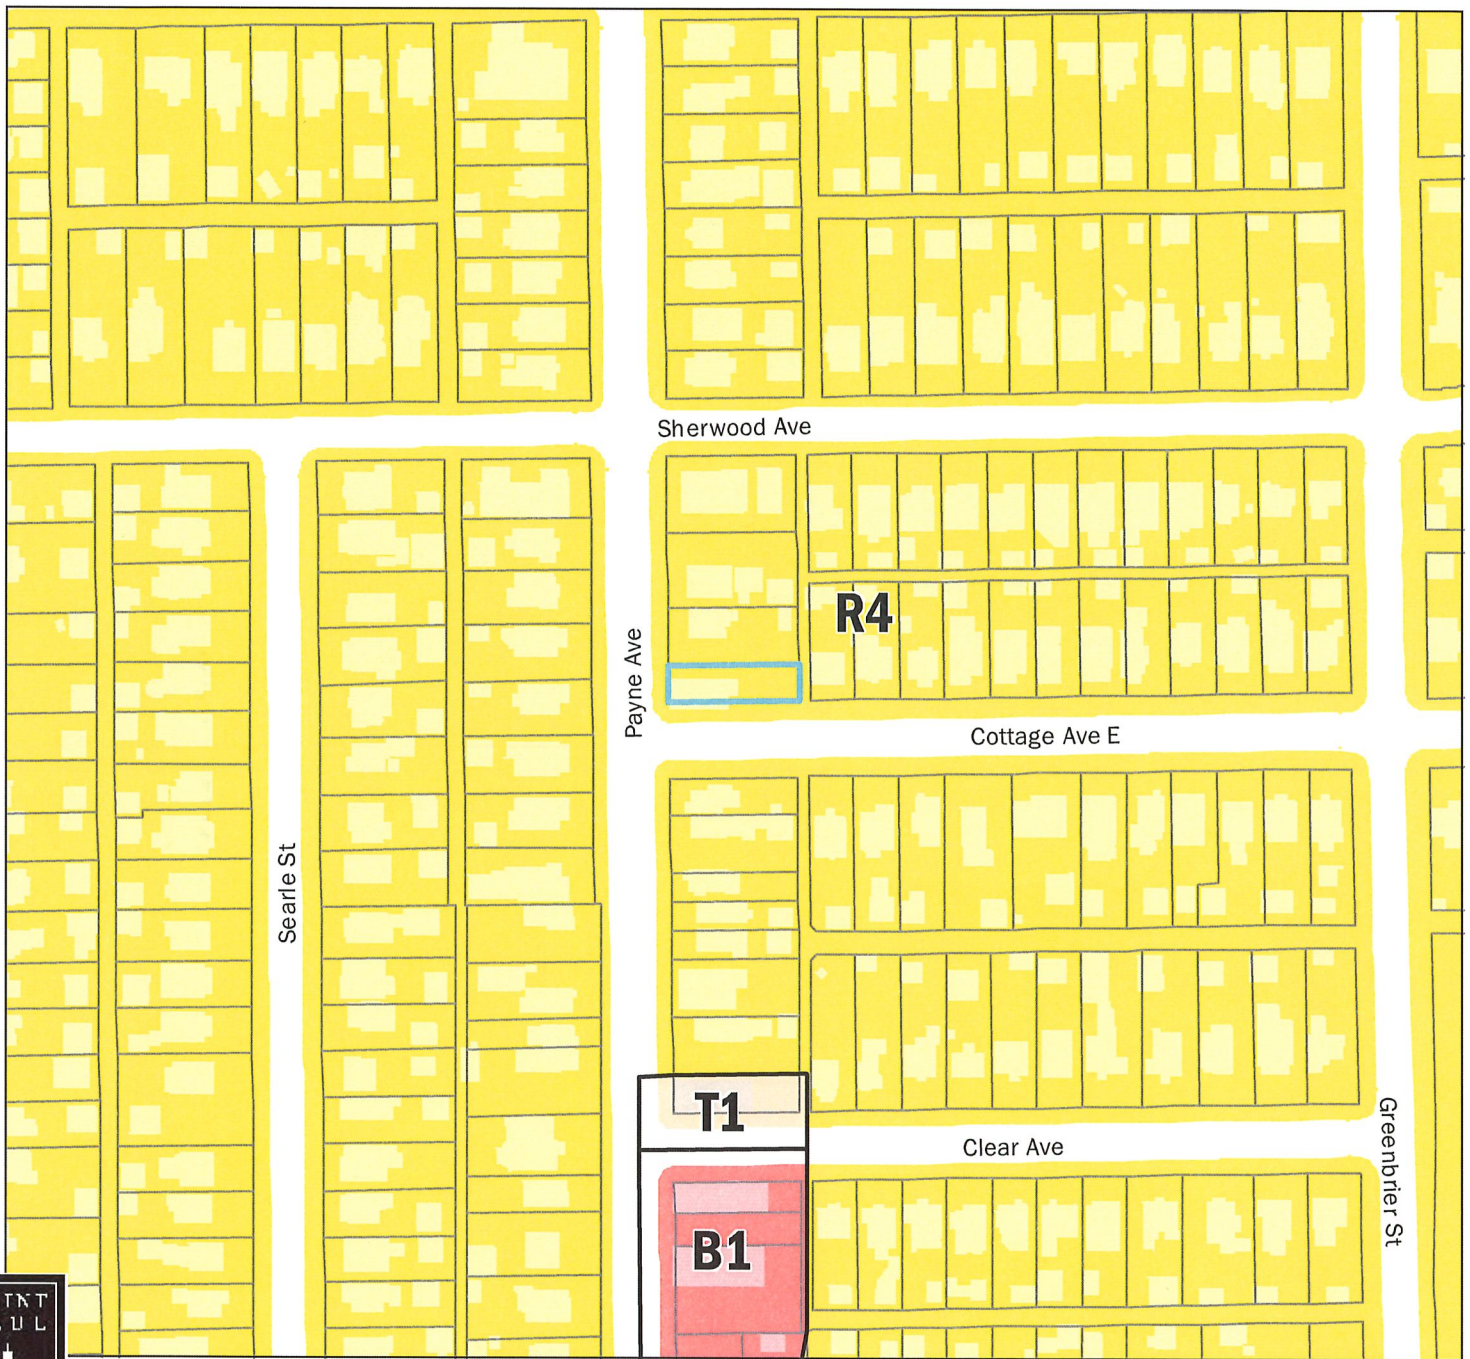 Sherwood Ave
R4
Payne Ave
Cottage Ave E
Searle St
T1
Clear Ave
Greenbrier St
B1